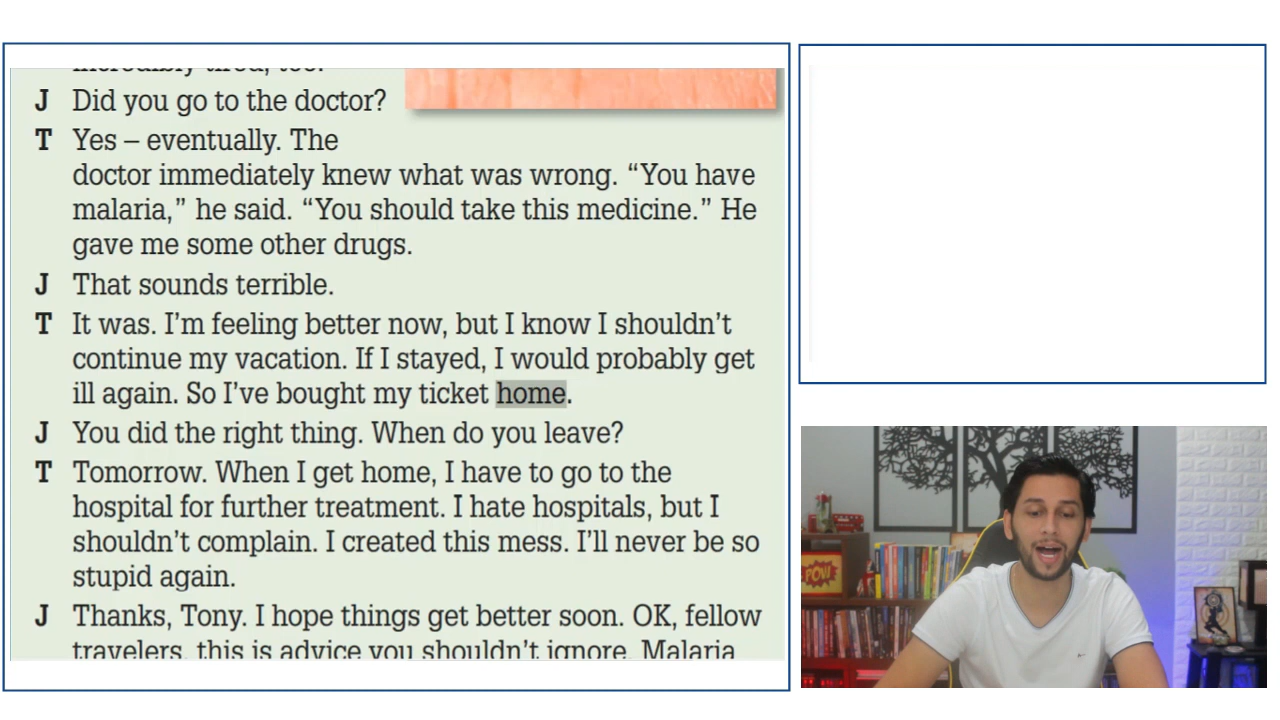 incredibly tired, too.
J Did you go to the doctor?
T Yes – eventually. The
doctor immediately knew what was wrong. “You have
malaria,” he said. “You should take this medicine.” He
gave me some other drugs.
J That sounds terrible.
T It was. I’m feeling better now, but I know I shouldn’t
continue my vacation. If I stayed, I would probably get
ill again. So I’ve bought my ticket home.
J You did the right thing. When do you leave?
T Tomorrow. When I get home, I have to go to the
hospital for further treatment. I hate hospitals, but I
shouldn’t complain. I created this mess. I’ll never be so
stupid again.
J Thanks, Tony. I hope things get better soon. OK, fellow
travelers, this is advice you shouldn’t ignore. Malaria
POW!